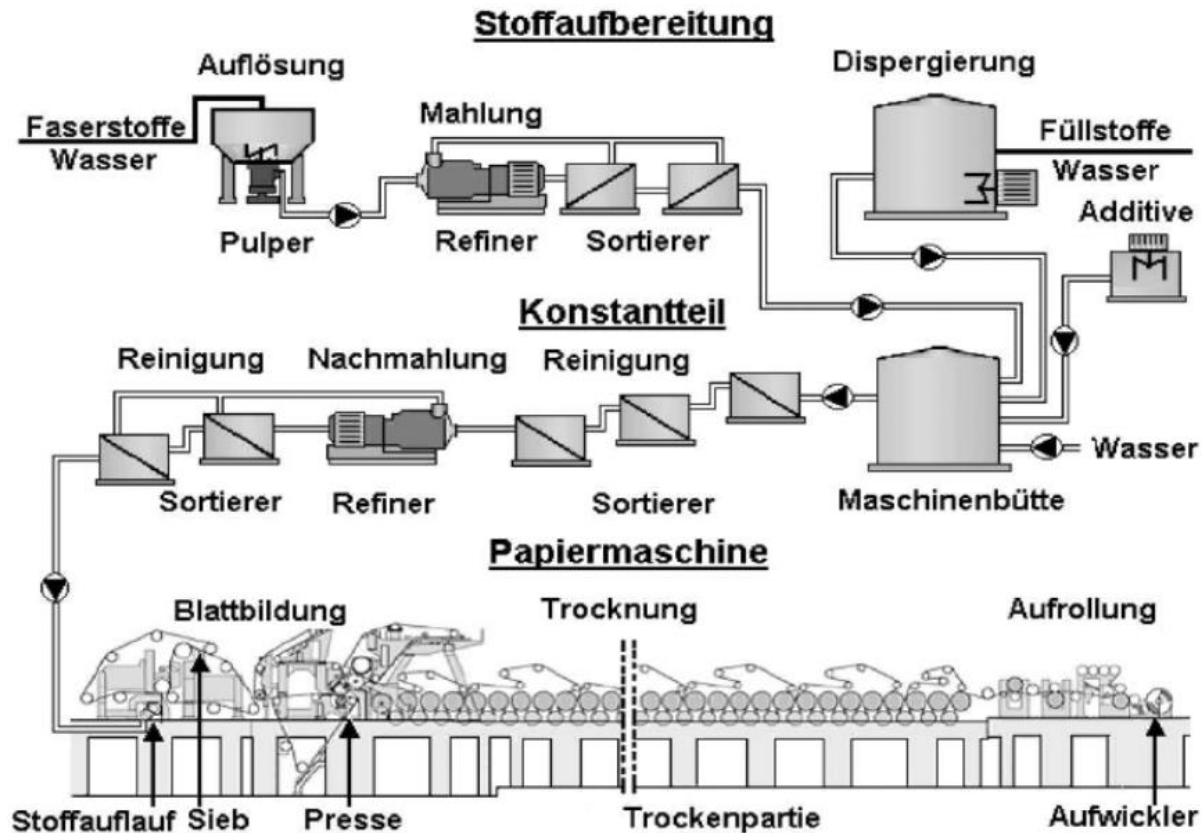 Stoffaufbereitung
Auflösung
Dispergierung
Faserstoffe
Wasser
Mahlung
Füllstoffe
Wasser
Additive
Pulper
Refiner
Sortierer
Konstantteil
Reinigung
Nachmahlung
Reinigung
Wasser
Sortierer
Refiner
Sortierer
Maschinenbütte
Papiermaschine
Blattbildung
Trocknung
Aufrollung
Stoffauflauf
Sieb
Presse
Trockenpartie
Aufwickler